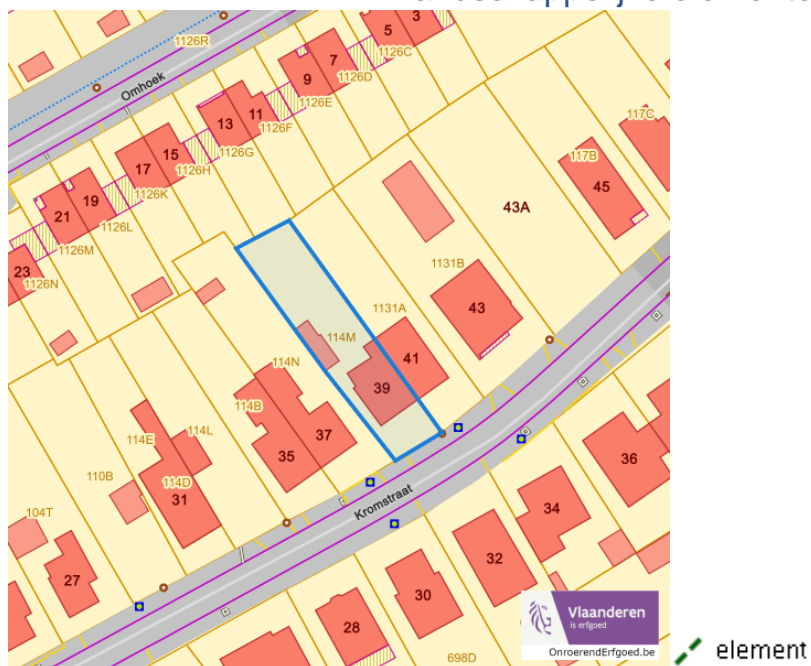 1126R
Omhoek
5
3
1126C
7
9
1126D
1126E
11
13
1126F
117C
1126G
15
17
117B
1126H
45
19
21
1126K
43A
1126L
1126M
23
1126N
1131B
43
1131A
114M
41
114N
39
114B
37
114E
114L
35
36
110B
114D
31
Kromstraat
34
104T
32
27
30
28
698D
Vlaanderen
is erfgoed
OnroerendErfgoed.be
element